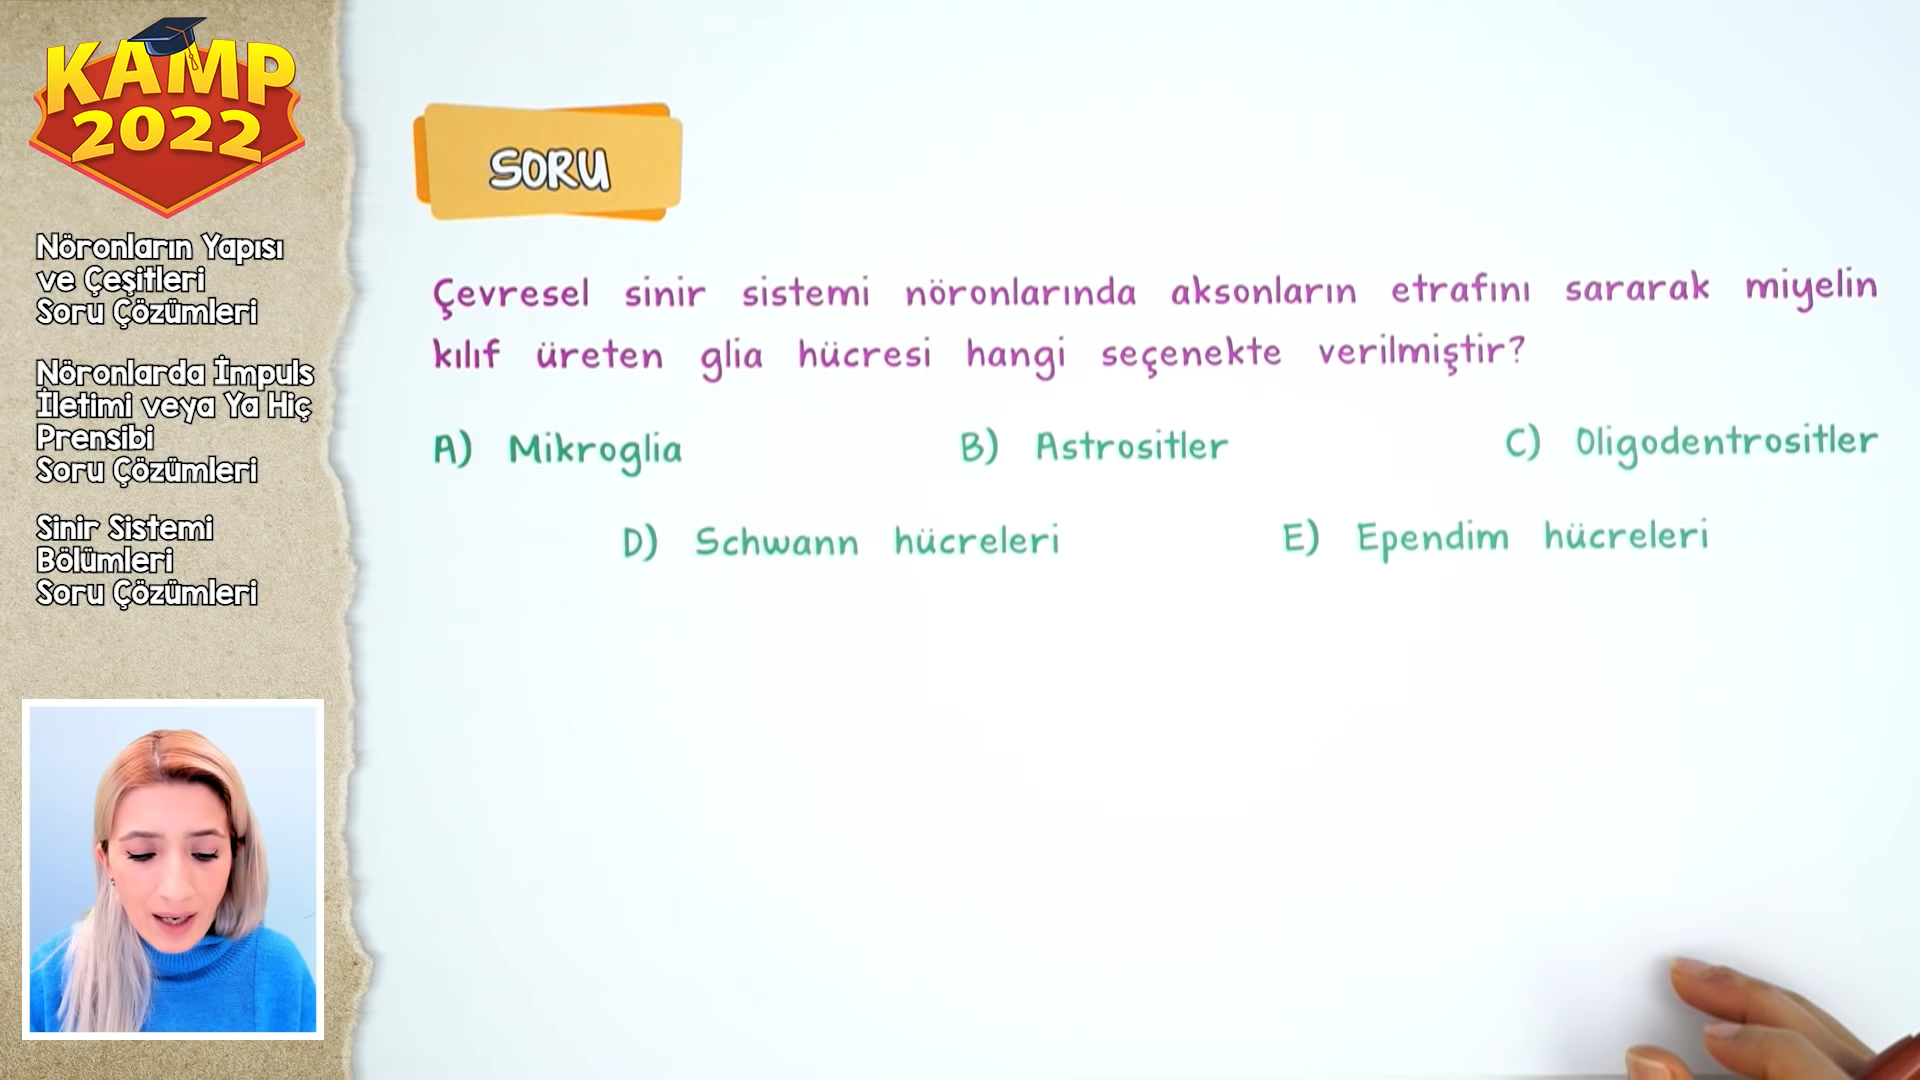 KAMP
2022
Nöronların Yapısı
ve Çeşitleri
Soru Çözümleri
Nöronlarda İmpuls
İletimi veya Ya Hiç
Prensibi
Soru Çözümleri
Sinir Sistemi
Bölümleri
Soru Çözümleri
SORU
Çevresel sinir sistemi nöronlarında aksonların etrafını sararak miyelin
kılıf üreten glia hücresi hangi seçenekte verilmiştir?
A) Mikroglia B) Astrositler C) Oligodentrositler
D) Schwann hücreleri E) Ependim hücreleri